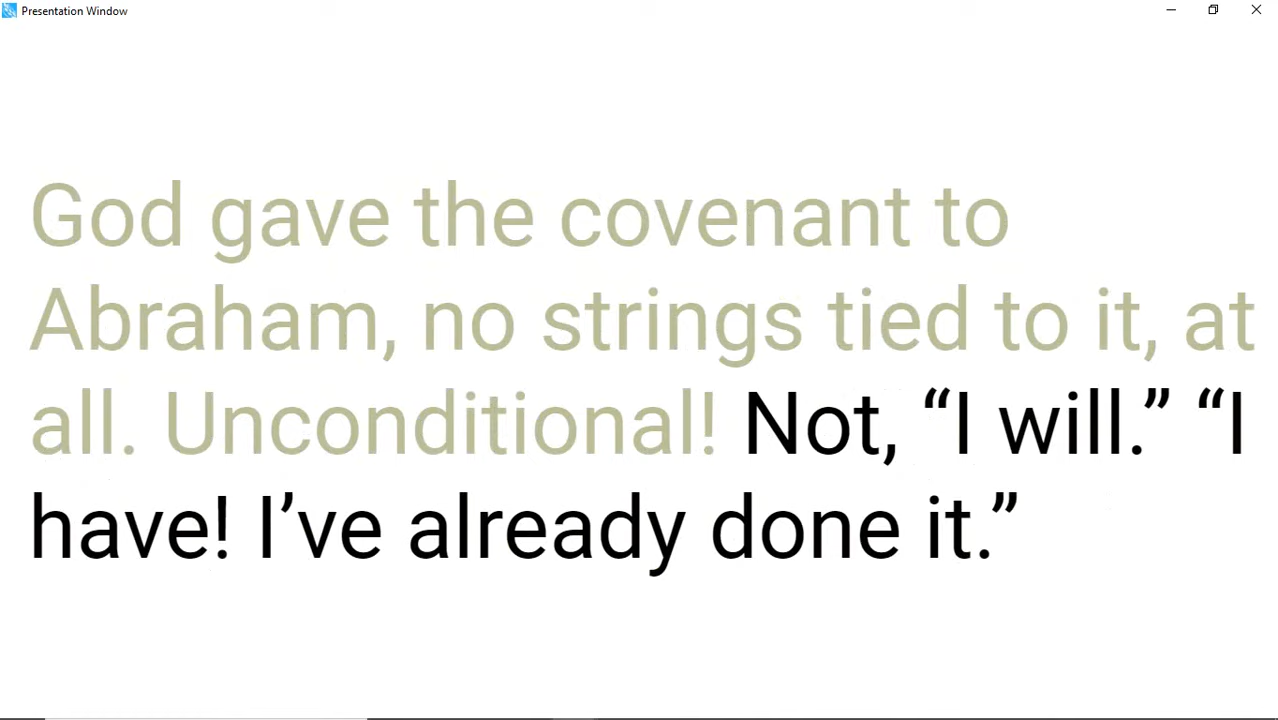 Presentation Window
God gave the covenant to
Abraham, no strings tied to it, at
all. Unconditional! Not, “I will.” “I
have! I’ve already done it.”